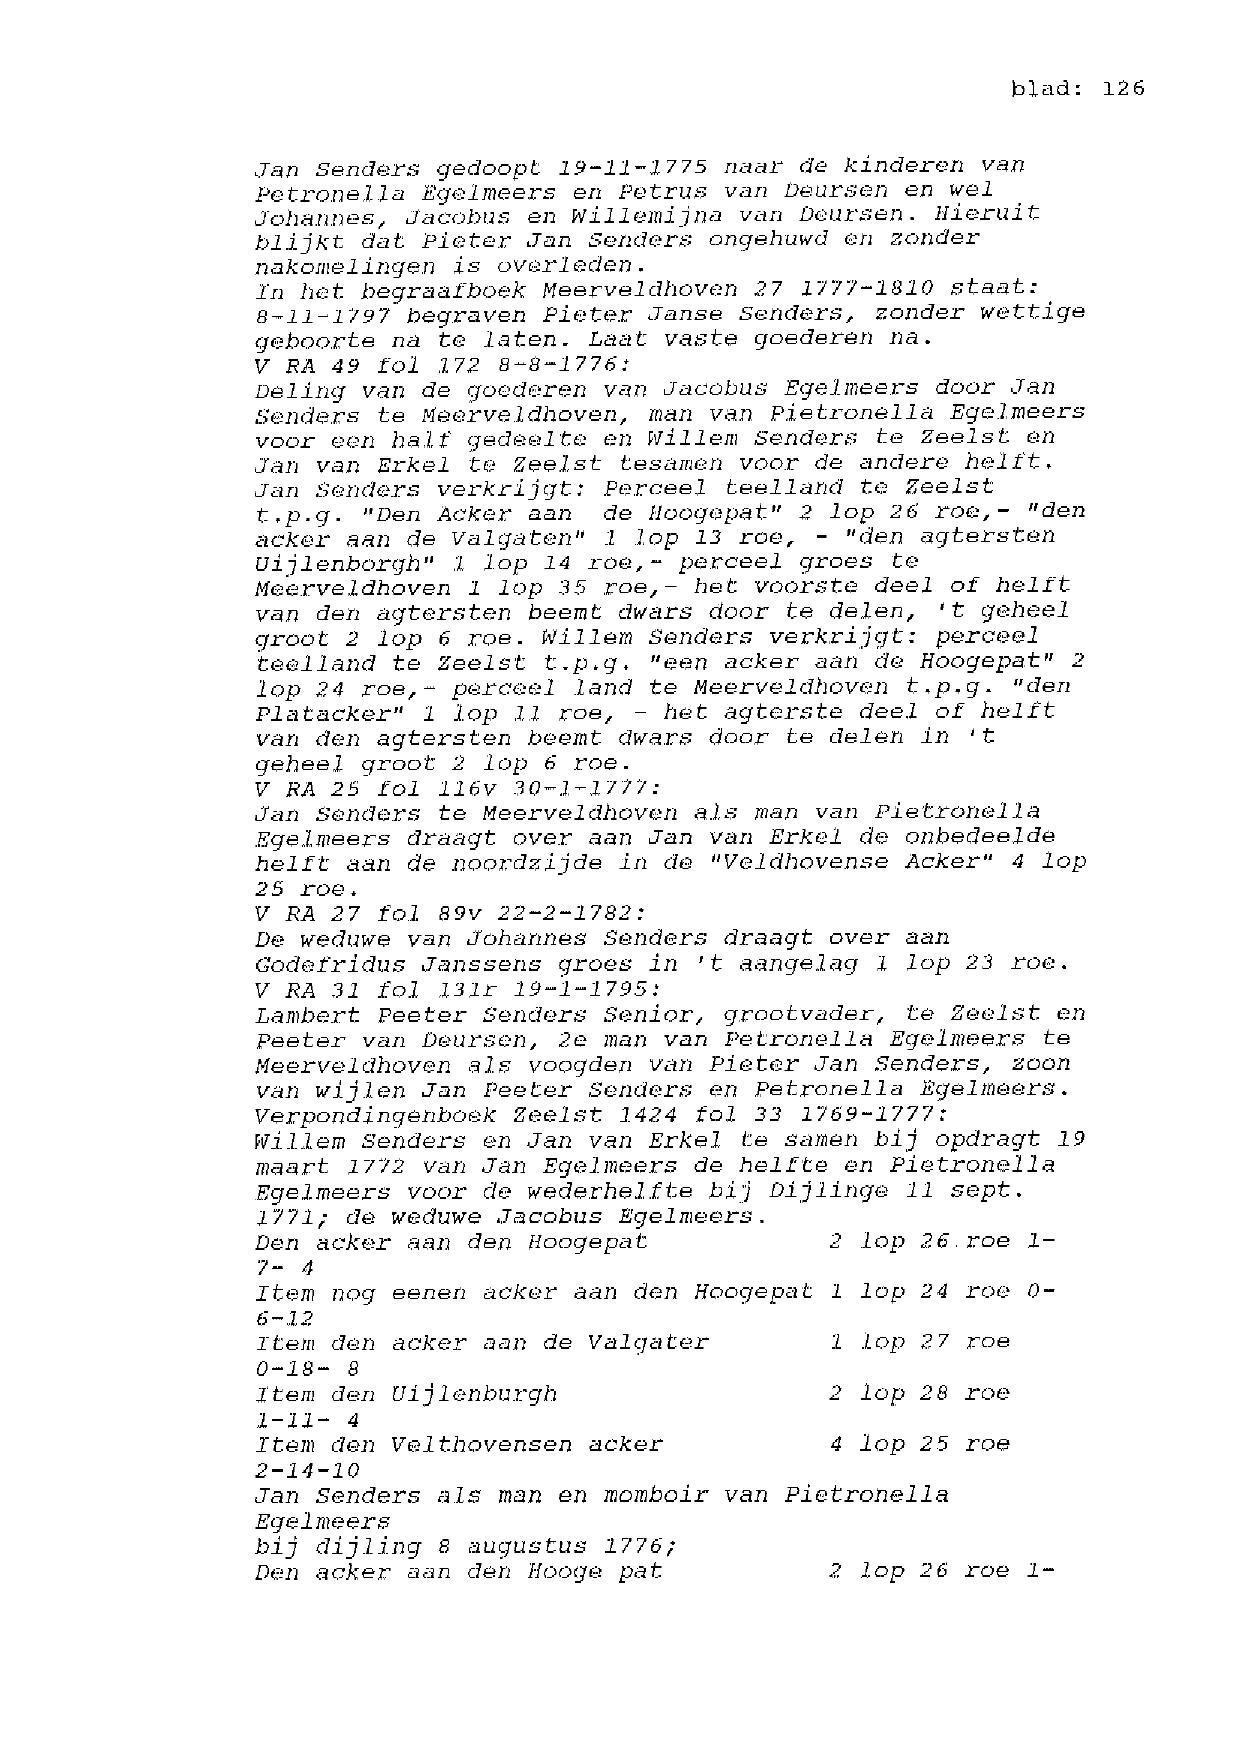 blad: 126
Jan Senders gedoopt 19-11-1775 naar de kinderen van
Petronella Egelmeers en Petrus van Deursen en wel
Johannes, Jacobus en Willemijna van Deursen. Hieruit
blijkt dat Pieter Jan Senders ongehuwd en zonder
nakomelingen is overleden.
In het begraafboek Meerveldhoven 27 1777-1810 staat:
8-11-1797 begraven Pieter Janse Senders, zonder wettige
geboorte na te laten. Laat vaste goederen na.
V RA 49 fol 172 8-8-1776:
Deling van de goederen van Jacobus Egelmeers door Jan
Senders te Meerveldhoven, man van Pietronella Egelmeers
voor een half gedeelte en Willem Senders te Zeelst en
Jan van Erkel te Zeelst tesamen voor de andere helft.
Jan Senders verkrijgt: Perceel teelland te Zeelst
t.p.g. "Den Acker aan  de Hoogepat" 2 lop 26 roe,- "den
acker aan de Valgaten" 1 lop 13 roe, - "den agtersten
Uijlenborgh" 1 lop 14 roe,- perceel groes te
Meerveldhoven 1 lop 35 roe,- het voorste deel of helft
van den agtersten beemt dwars door te delen, 't geheel
groot 2 lop 6 roe. Willem Senders verkrijgt: perceel
teelland te Zeelst t.p.g. "een acker aan de Hoogepat" 2
lop 24 roe,- perceel land te Meerveldhoven t.p.g. "den
Platacker" 1 lop 11 roe, - het agterste deel of helft
van den agtersten beemt dwars door te delen in 't
geheel groot 2 lop 6 roe.
V RA 25 fol 116v 30-1-1777:
Jan Senders te Meerveldhoven als man van Pietronella
Egelmeers draagt over aan Jan van Erkel de onbedeelde
helft aan de noordzijde in de "Veldhovense Acker" 4 lop
25 roe.
V RA 27 fol 89v 22-2-1782:
De weduwe van Johannes Senders draagt over aan
Godefridus Janssens groes in 't aangelag 1 lop 23 roe.
V RA 31 fol 131r 19-1-1795:
Lambert Peeter Senders Senior, grootvader, te Zeelst en
Peeter van Deursen, 2e man van Petronella Egelmeers te
Meerveldhoven als voogden van Pieter Jan Senders, zoon
van wijlen Jan Peeter Senders en Petronella Egelmeers.
Verpondingenboek Zeelst 1424 fol 33 1769-1777:
Willem Senders en Jan van Erkel te samen bij opdragt 19
maart 1772 van Jan Egelmeers de helfte en Pietronella
Egelmeers voor de wederhelfte bij Dijlinge 11 sept.
1771; de weduwe Jacobus Egelmeers.
Den acker aan den Hoogepat            2 lop 26.roe 1-
7- 4
Item nog eenen acker aan den Hoogepat 1 lop 24 roe 0-
6-12
Item den acker aan de Valgater        1 lop 27 roe
0-18- 8
Item den Uijlenburgh                  2 lop 28 roe
1-11- 4
Item den Velthovensen acker           4 lop 25 roe
2-14-10
Jan Senders als man en momboir van Pietronella
Egelmeers
bij dijling 8 augustus 1776;
Den acker aan den Hooge pat           2 lop 26 roe 1-